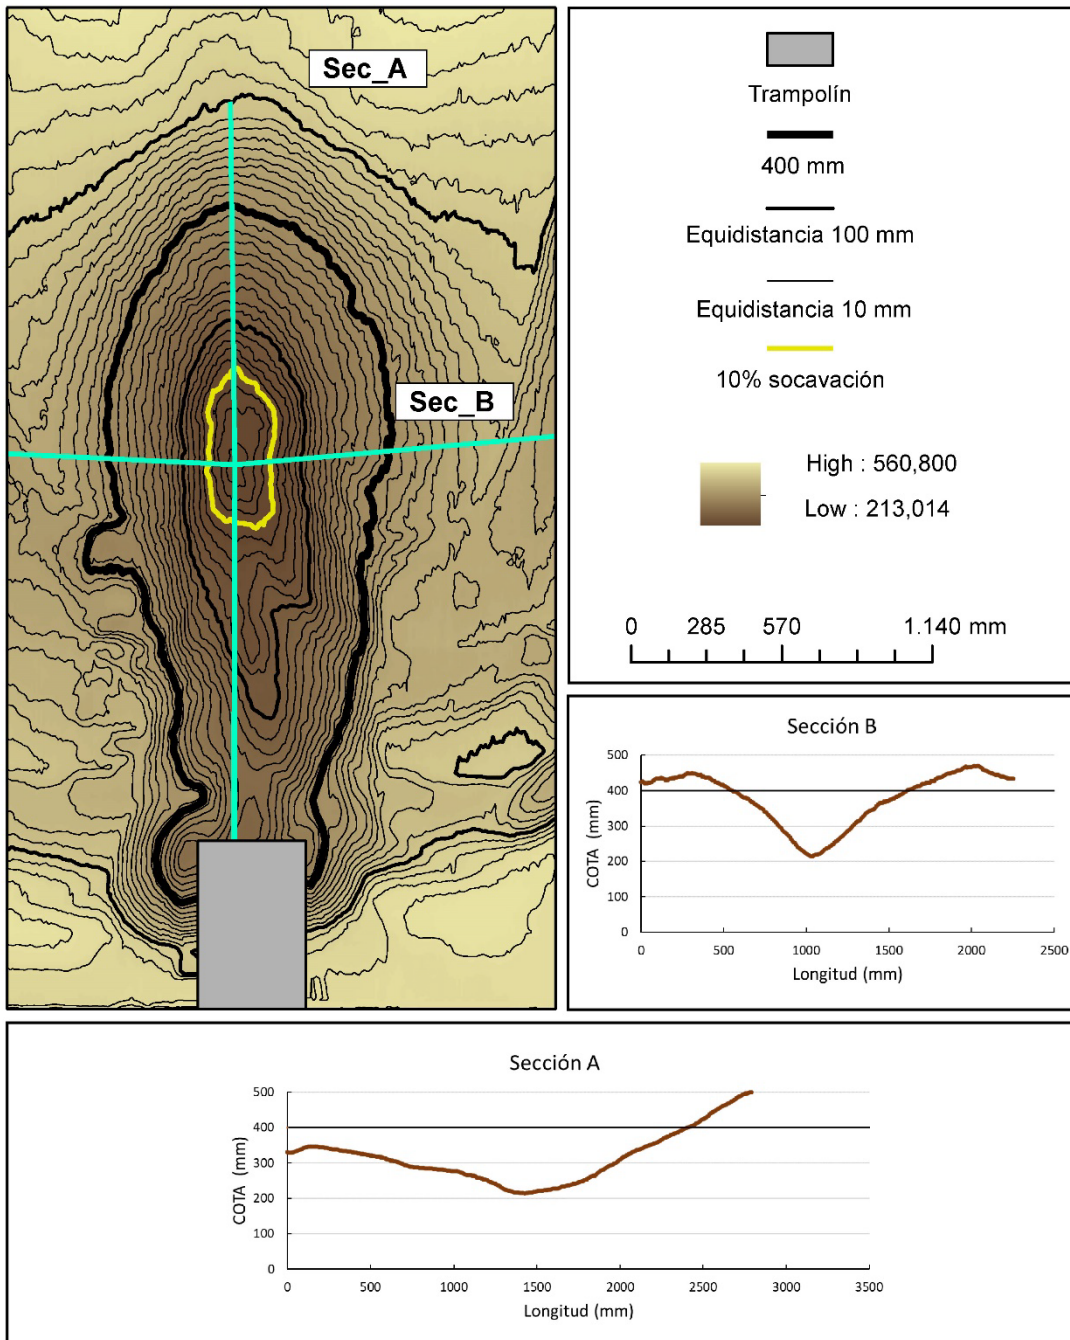 Sec_A
Sec_B
Trampolín
400 mm
Equidistancia 100 mm
Equidistancia 10 mm
10% socavación
High : 560,800
Low : 213,014
0 285 570 1.140 mm
Sección B
500
400
300
200
100
0
COTA (mm)
0 500 1000 1500 2000 2500
Longitud (mm)
Sección A
500
400
300
200
100
0
COTA (mm)
0 500 1000 1500 2000 2500 3000 3500
Longitud (mm)